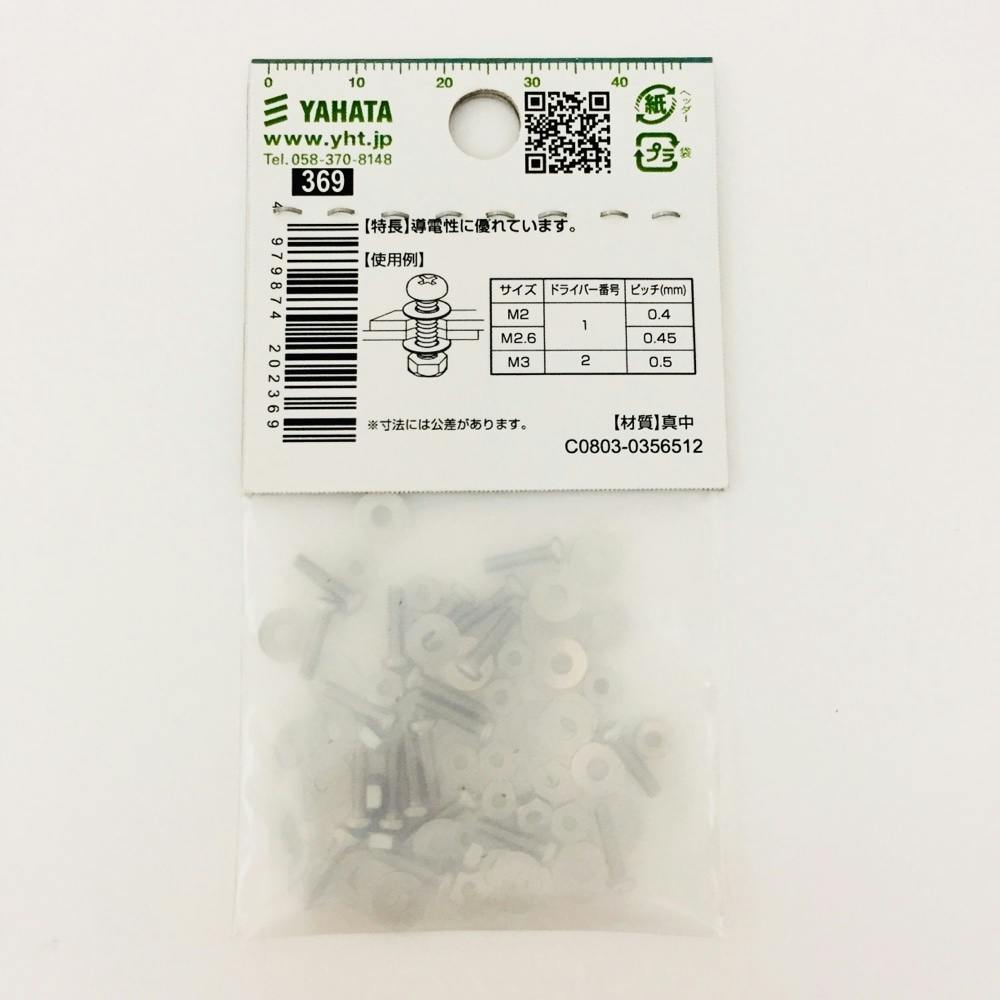 0 10 20 30 40
YAHATA
www.yht.jp
Tel.058-370-8148
369
紙
ヘッダー
プラ
袋
4 979874 202369
【特長】導電性に優れています。
【使用例】
サイズ ドライバー番号 ピッチ(mm)
M2 1 0.4
M2.6 0.45
M3 2 0.5
※寸法には公差があります。
【材質】真中
C0803-0356512